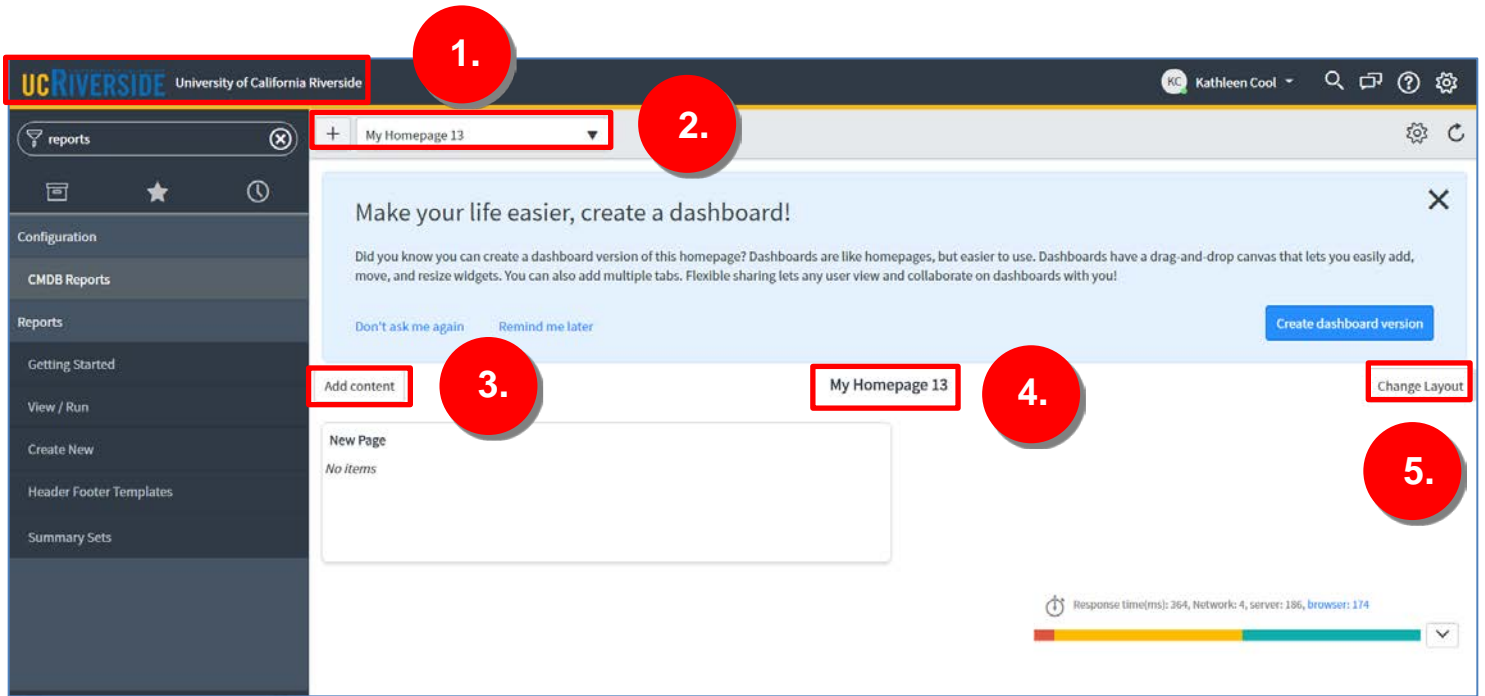 1.
UCRIVERSIDE University of California Riverside
KC Kathleen Cool
reports
My Homepage 13
2.
Make your life easier, create a dashboard!
Configuration
Did you know you can create a dashboard version of this homepage? Dashboards are like homepages, but easier to use. Dashboards have a drag-and-drop canvas that lets you easily add,
CMDB Reports
move, and resize widgets. You can also add multiple tabs. Flexible sharing lets any user view and collaborate on dashboards with you!
Reports
Don't ask me again Remind me later
Create dashboard version
Getting Started
Add content
3.
My Homepage 13
4.
Change Layout
View / Run
New Page
Create New
No items
5.
Header Footer Templates
Summary Sets
Response time(ms): 364, Network: 4, server: 186, browser: 174